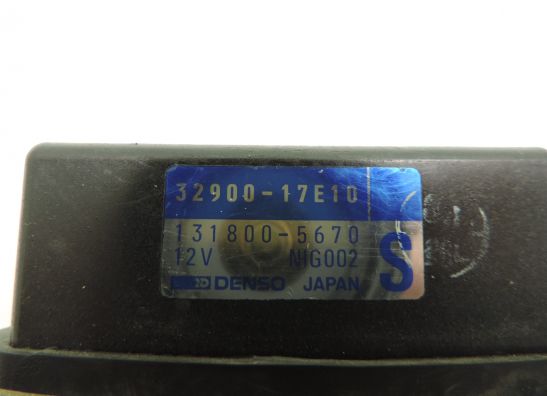 32900-17E10
131800-5670
12V NIG002
DENSO JAPAN
S